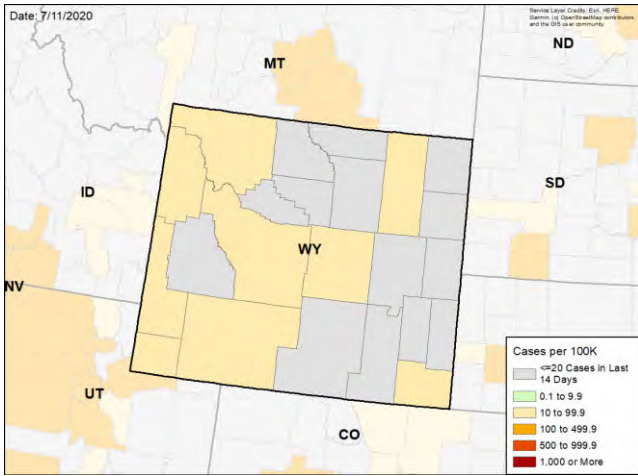 Date: 7/11/2020
Service Layer Credits: Esri, HERE,
Garmin, (c) OpenStreetMap contributors,
and the GIS user community
ND
MT
SD
ID
WY
NV
UT
CO
Cases per 100K
<=20 Cases in Last
14 Days
0.1 to 9.9
10 to 99.9
100 to 499.9
500 to 999.9
1,000 or More